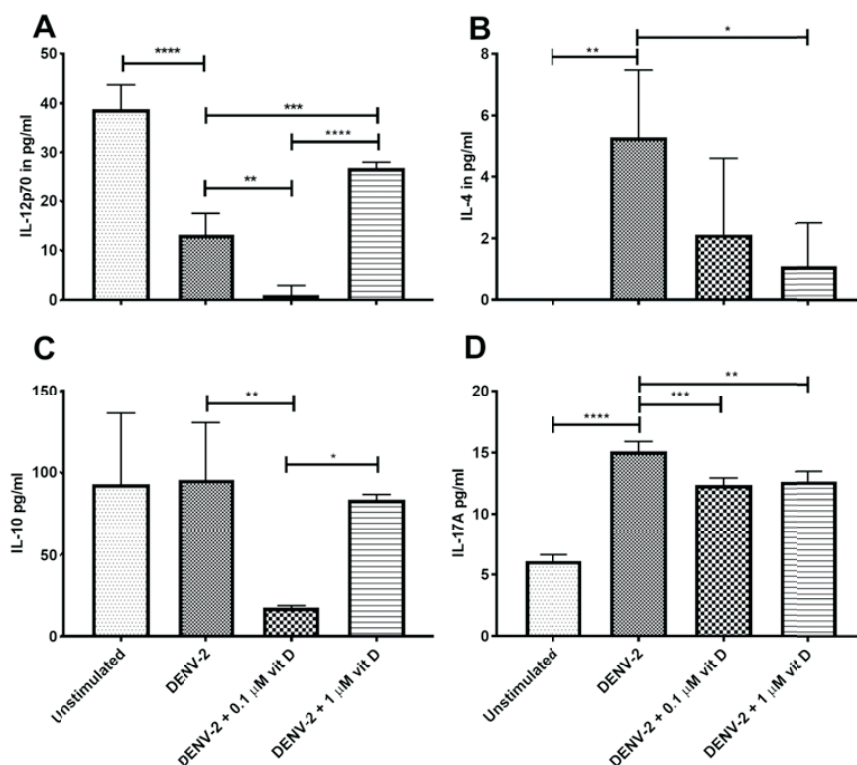 A
IL-12p70 in pg/ml
50
40
30
20
10
0
****
***
****
**
B
IL-4 in pg/ml
8
6
4
2
0
**
*
C
IL-10 pg/ml
150
100
50
0
**
*
Unstimulated
DENV-2
DENV-2 + 0.1 μM vit D
DENV-2 + 1 μM vit D
D
IL-17A pg/ml
20
15
10
5
0
****
**
***
Unstimulated
DENV-2
DENV-2 + 0.1 μM vit D
DENV-2 + 1 μM vit D